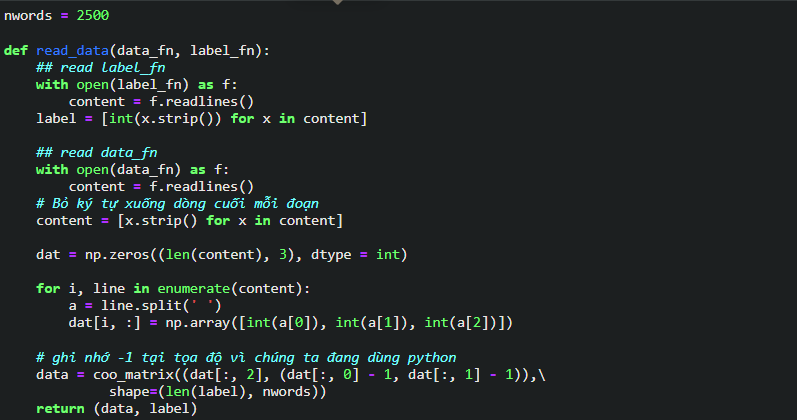 nwords = 2500
def read_data(data_fn, label_fn):
## read label_fn
with open(label_fn) as f:
content = f.readlines()
label = [int(x.strip()) for x in content]
## read data_fn
with open(data_fn) as f:
content = f.readlines()
# Bỏ ký tự xuống dòng cuối mỗi đoạn
content = [x.strip() for x in content]
dat = np.zeros((len(content), 3), dtype = int)
for i, line in enumerate(content):
a = line.split(' ')
dat[i, :] = np.array([int(a[0]), int(a[1]), int(a[2])])
# ghi nhớ -1 tại tọa độ vì chúng ta đang dùng python
data = coo_matrix((dat[:, 2], (dat[:, 0] - 1, dat[:, 1] - 1)),\
shape=(len(label), nwords))
return (data, label)